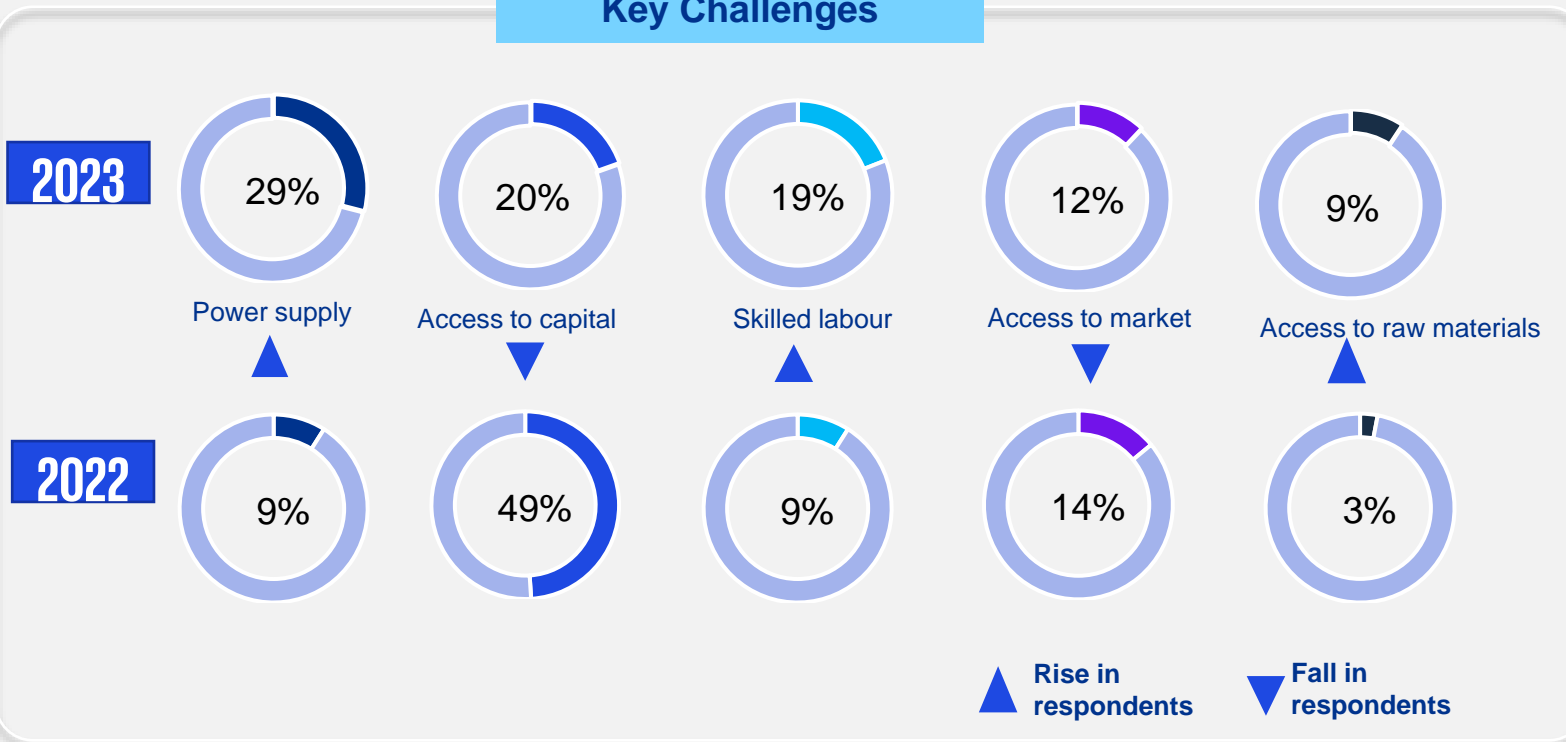 Key Challenges
2023
29%
20%
19%
12%
9%
Power supply
Access to capital
Skilled labour
Access to market
Access to raw materials
2022
9%
49%
9%
14%
3%
Rise in
respondents
Fall in
respondents